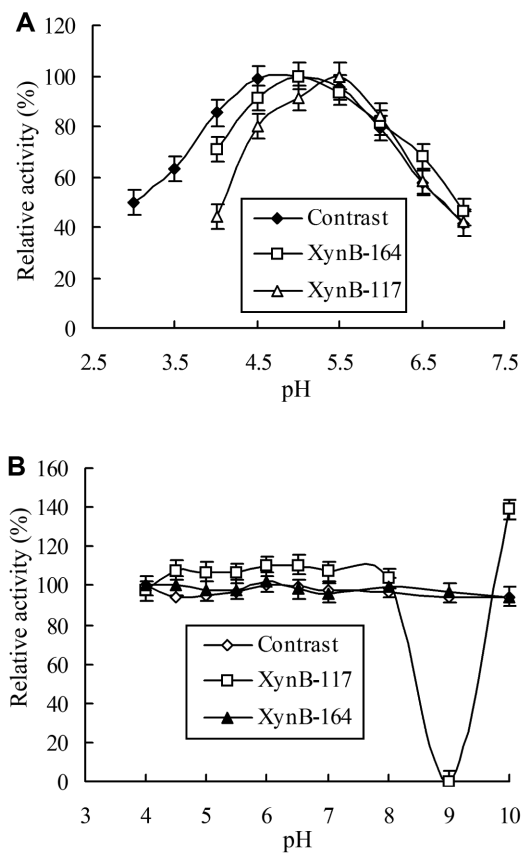 A
120
100
80
60
40
20
0
Relative activity (%)
Contrast
XynB-164
XynB-117
2.5 3.5 4.5 5.5 6.5 7.5
pH
B
160
140
120
100
80
60
40
20
0
Relative activity (%)
Contrast
XynB-117
XynB-164
3 4 5 6 7 8 9 10
pH